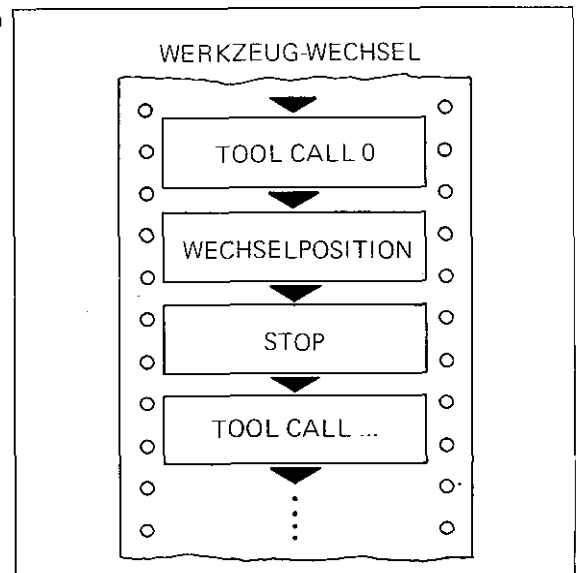 WERKZEUG-WECHSEL
TOOL CALL 0
WECHSELPOSITION
STOP
TOOL CALL ...